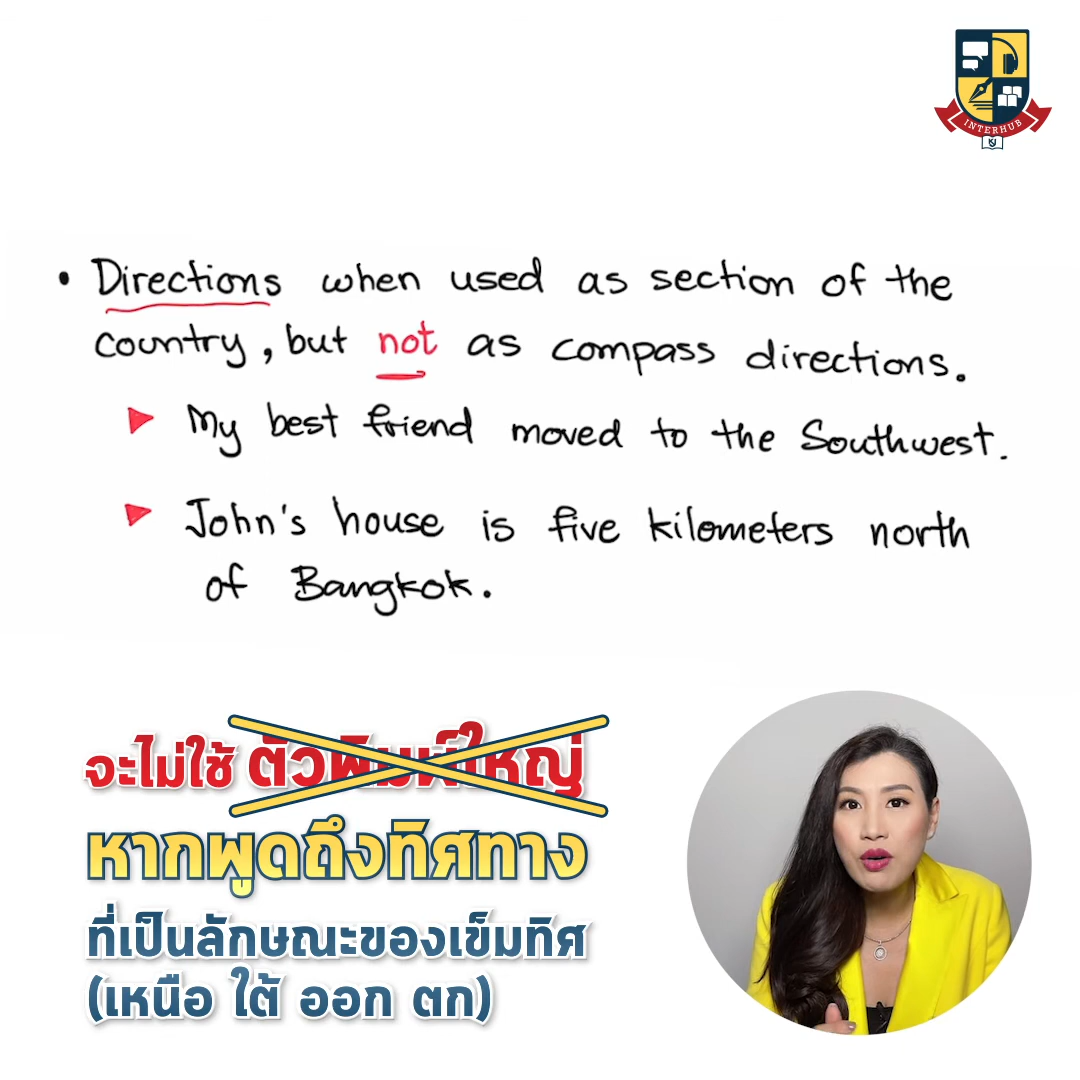 INTERHUB
• Directions when used as section of the
country, but not as compass directions.
▶ My best friend moved to the Southwest.
▶ John's house is five kilometers north
of Bangkok.
จะไม่ใช้ ตัวพิมพ์ใหญ่
หากพูดถึงทิศทาง
ที่เป็นลักษณะของเข็มทิศ
(เหนือ ใต้ ออก ตก)